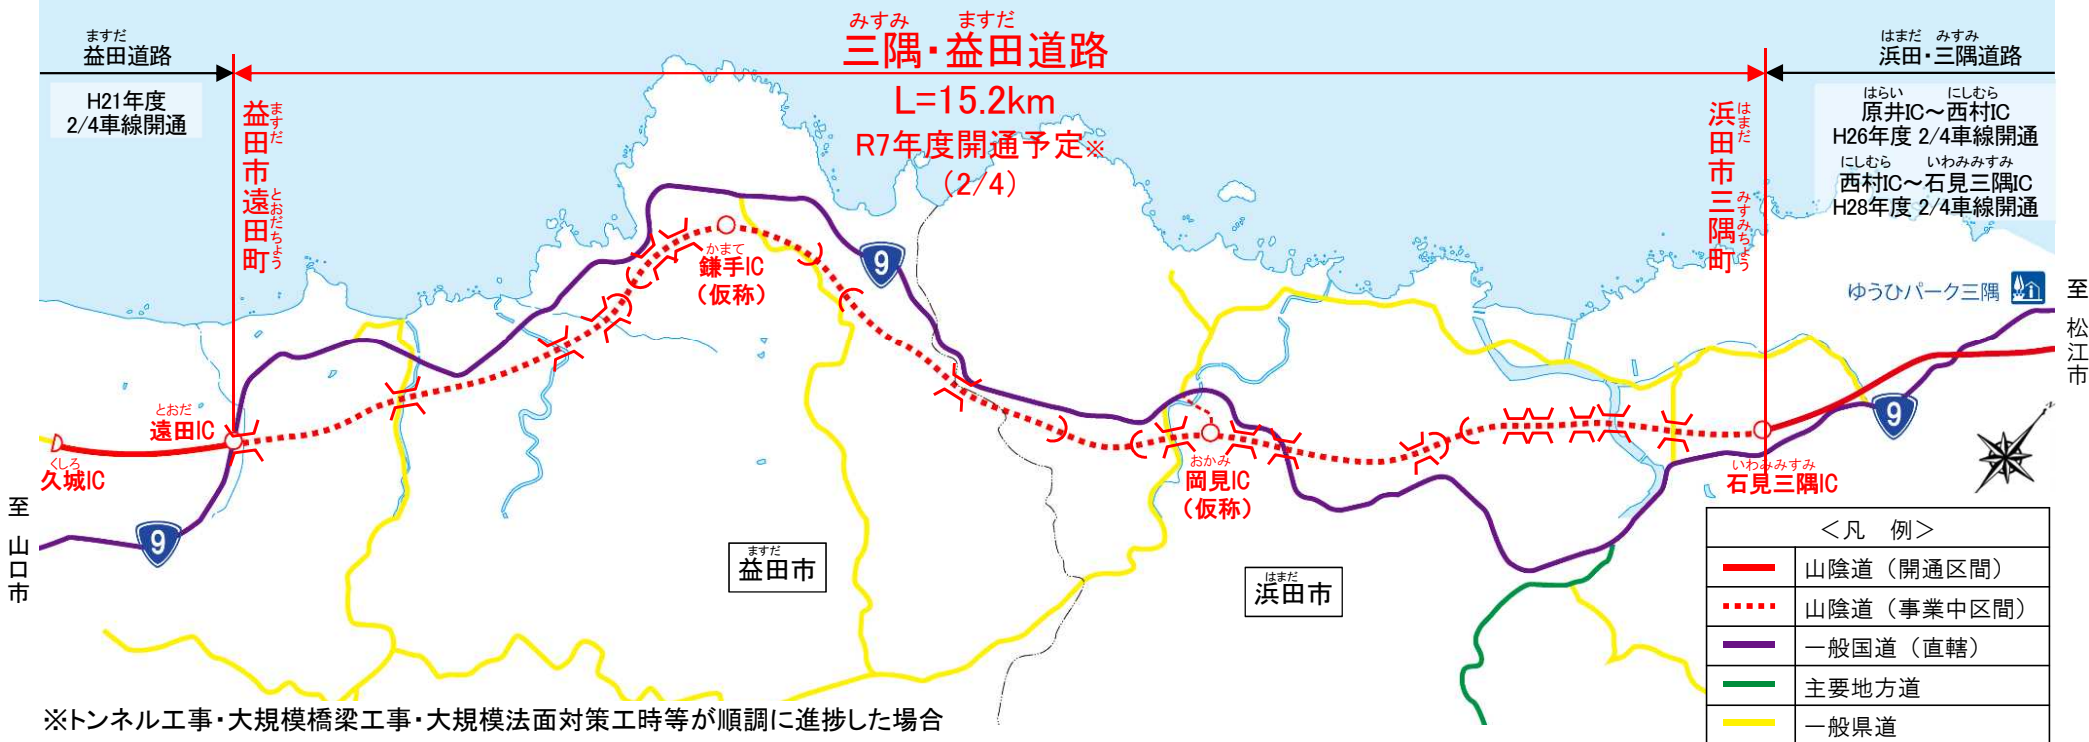 ますだ
益田道路
H21年度
2/4車線開通
みすみ ますだ
三隅・益田道路
L=15.2km
R7年度開通予定※
(2/4)
はまだ みすみ
浜田・三隅道路
はらい にしむら
原井IC～西村IC
H26年度 2/4車線開通
にしむら いわみみすみ
西村IC～石見三隅IC
H28年度 2/4車線開通
ますだ とおだちょう
益田市遠田町
はまだ みすみちょう
浜田市三隅町
かまて
鎌手IC
（仮称）
9
ゆうひパーク三隅
至 松江市
とおだ
遠田IC
くしろ
久城IC
至 山口市
9
おかみ
岡見IC
（仮称）
いわみみすみ
石見三隅IC
9
N
ますだ
益田市
はまだ
浜田市
＜凡 例＞
山陰道（開通区間）
山陰道（事業中区間）
一般国道（直轄）
主要地方道
一般県道
※トンネル工事・大規模橋梁工事・大規模法面対策工時等が順調に進捗した場合